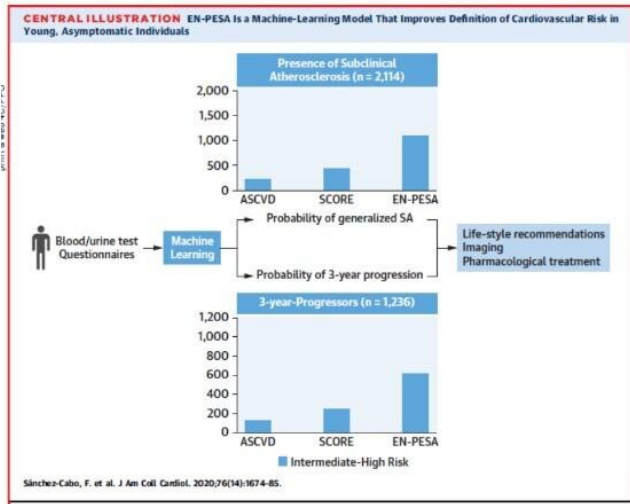 CENTRAL ILLUSTRATION EN-PESA Is a Machine-Learning Model That Improves Definition of Cardiovascular Risk in
Young, Asymptomatic Individuals
Presence of Subclinical
Atherosclerosis (n = 2,114)
2,000
1,500
1,000
500
0
ASCVD SCORE EN-PESA
Probability of generalized SA
Blood/urine test
Questionnaires
Machine
Learning
Life-style recommendations
Imaging
Pharmacological treatment
Probability of 3-year progression
3-year-Progressors (n = 1,236)
1,200
1,000
800
600
400
200
0
ASCVD SCORE EN-PESA
Intermediate-High Risk
Sánchez-Cabo, F. et al. J Am Coll Cardiol. 2020;76(14):1674-85.